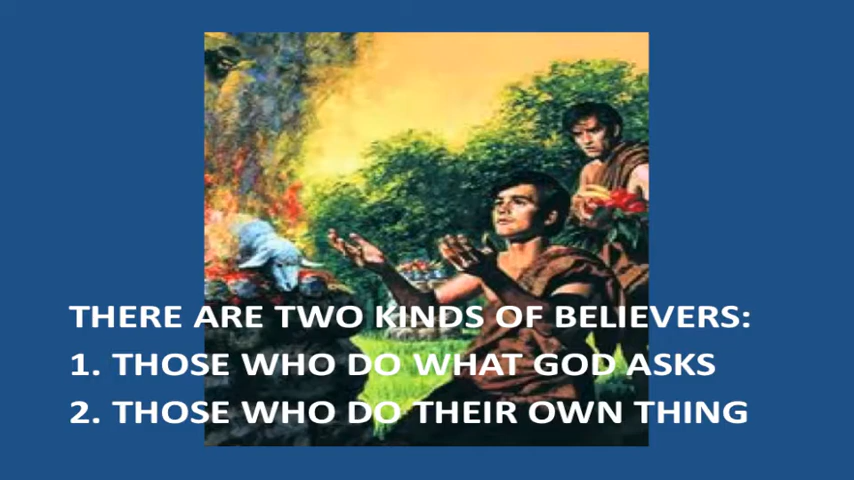 THERE ARE TWO KINDS OF BELIEVERS:
1. THOSE WHO DO WHAT GOD ASKS
2. THOSE WHO DO THEIR OWN THING